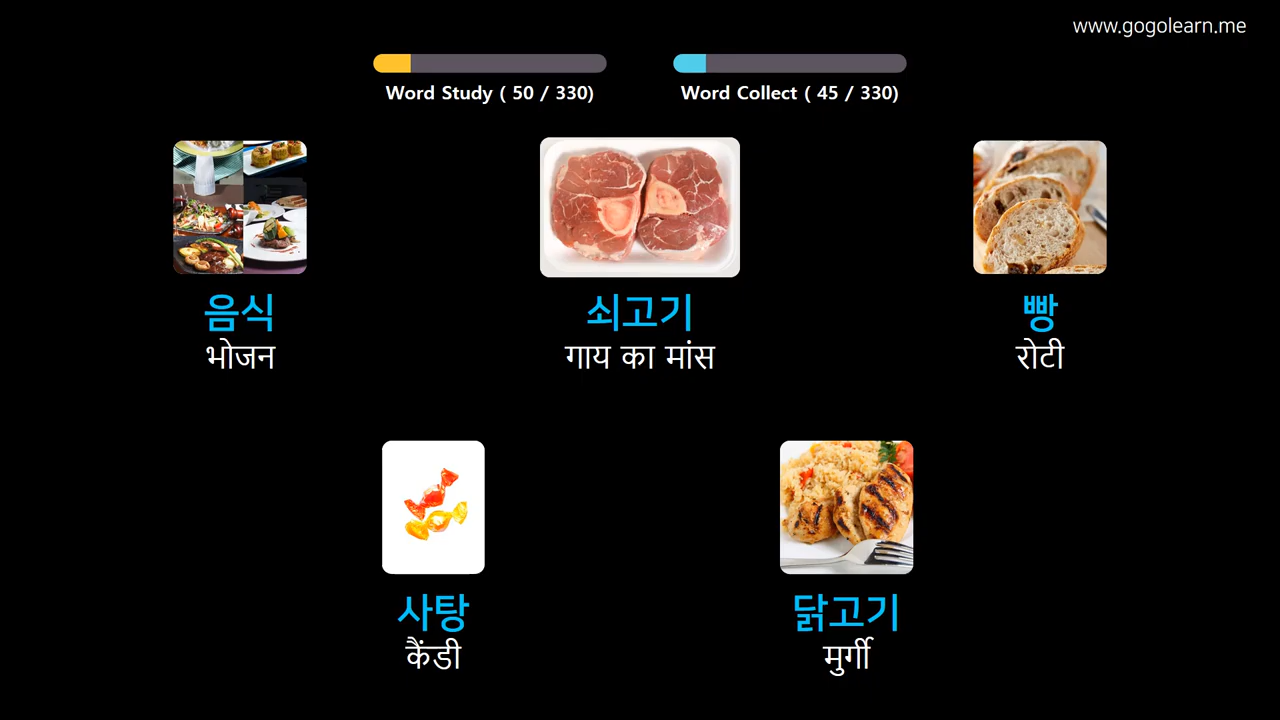 www.gogolearn.me
Word Study ( 50 / 330)
Word Collect ( 45 / 330)
음식
भोजन
쇠고기
गाय का मांस
빵
रोटी
사탕
कैंडी
닭고기
मुर्गी